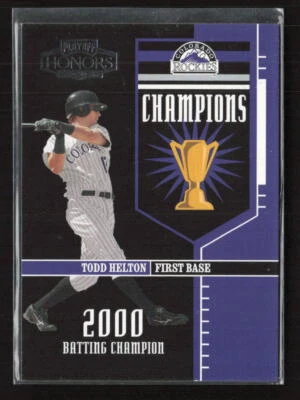 PLAYOFF
HONORS
COLORADO
ROCKIES
CHAMPIONS
TODD HELTON FIRST BASE
2000
BATTING CHAMPION